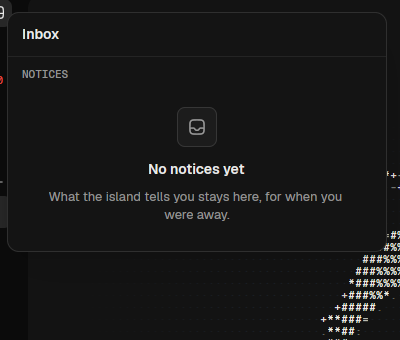 Inbox
NOTICES
No notices yet
What the island tells you stays here, for when you
were away.
*+
#%
#%
###%%
###%%%
*###%%%
+###%%*.
+#####.
+**###=
.**##: